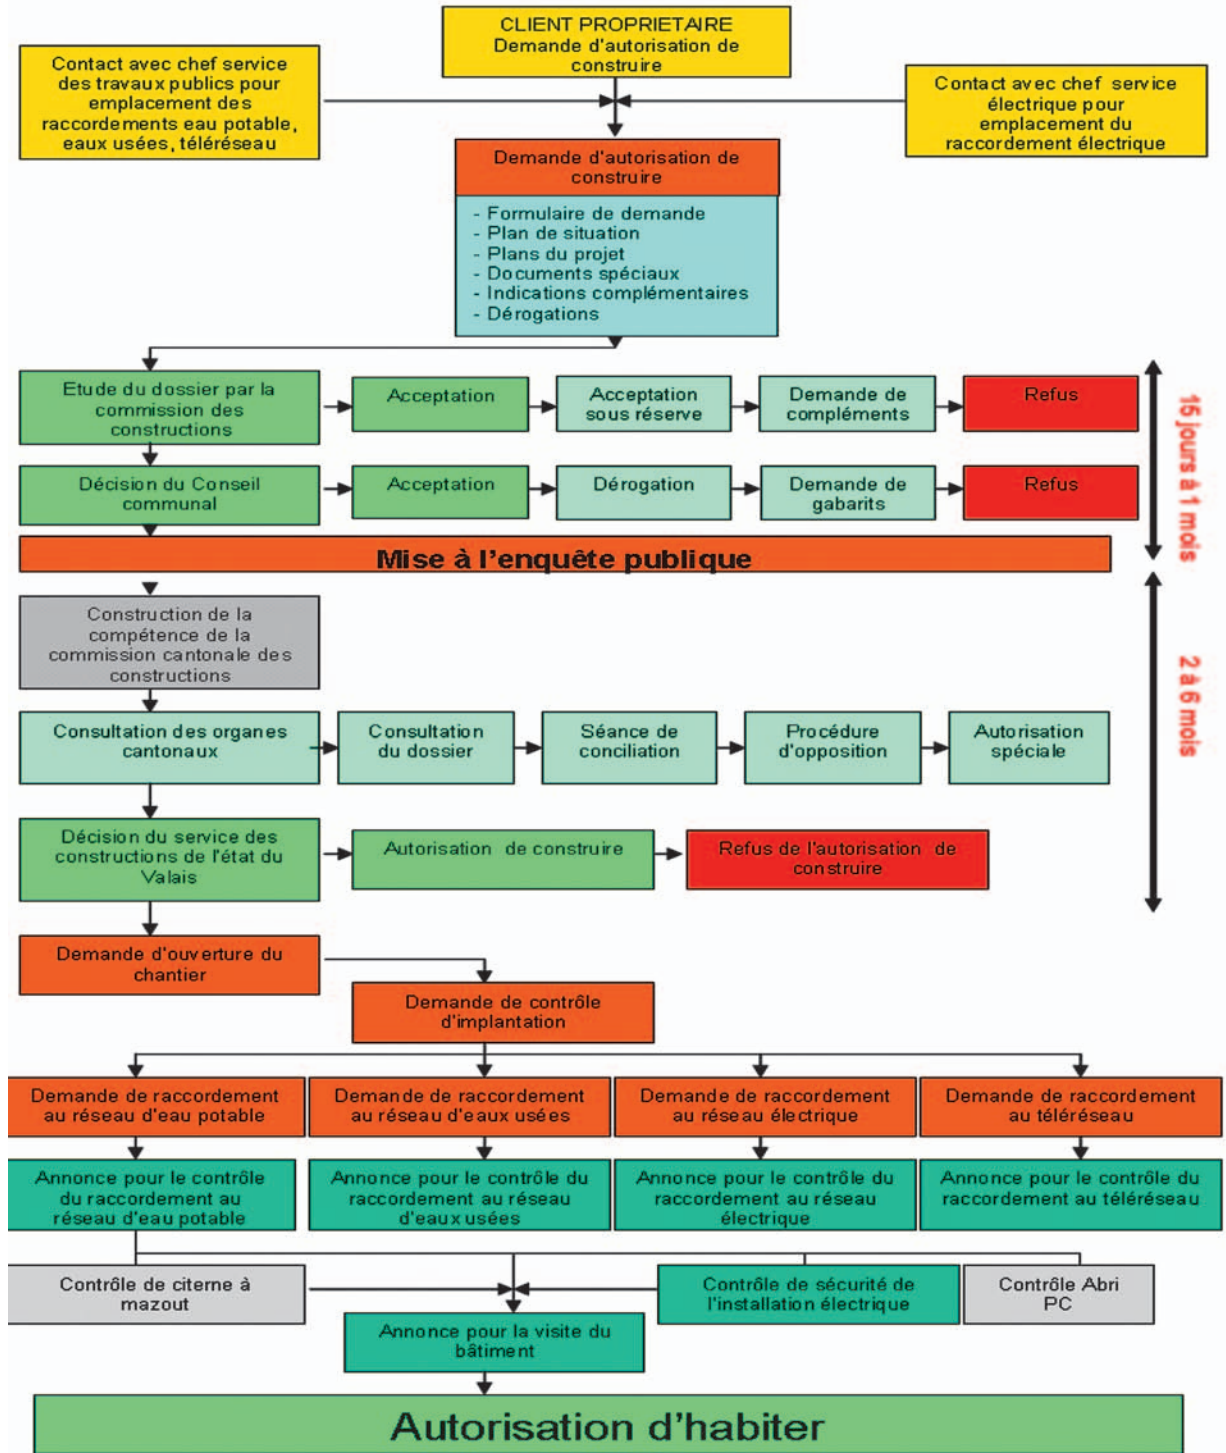 CLIENT PROPRIETAIRE
Demande d'autorisation de
construire
Contact avec chef service
des travaux publics pour
emplacement des
raccordements eau potable,
eaux usées, téléréseau
Contact avec chef service
électrique pour
emplacement du
raccordement électrique
Demande d'autorisation de
construire
- Formulaire de demande
- Plan de situation
- Plans du projet
- Documents spéciaux
- Indications complémentaires
- Dérogations
Etude du dossier par la
commission des
constructions
Acceptation
Acceptation
sous réserve
Demande de
compléments
Refus
Décision du Conseil
communal
Acceptation
Dérogation
Demande de
gabarits
Refus
15 jours à 1 mois
Mise à l'enquête publique
Construction de la
compétence de la
commission cantonale des
constructions
Consultation des organes
cantonaux
Consultation
du dossier
Séance de
conciliation
Procédure
d'opposition
Autorisation
spéciale
2 à 6 mois
Décision du service des
constructions de l'état du
Valais
Autorisation de construire
Refus de l'autorisation de
construire
Demande d'ouverture du
chantier
Demande de contrôle
d'implantation
Demande de raccordement
au réseau d'eau potable
Demande de raccordement
au réseau d'eaux usées
Demande de raccordement
au réseau électrique
Demande de raccordement
au téléréseau
Annonce pour le contrôle
du raccordement au
réseau d'eau potable
Annonce pour le contrôle du
raccordement au réseau
d'eaux usées
Annonce pour le contrôle du
raccordement au réseau
électrique
Annonce pour le contrôle du
raccordement au téléréseau
Contrôle de citerne à
mazout
Contrôle de sécurité de
l'installation électrique
Contrôle Abri
PC
Annonce pour la visite du
bâtiment
Autorisation d'habiter